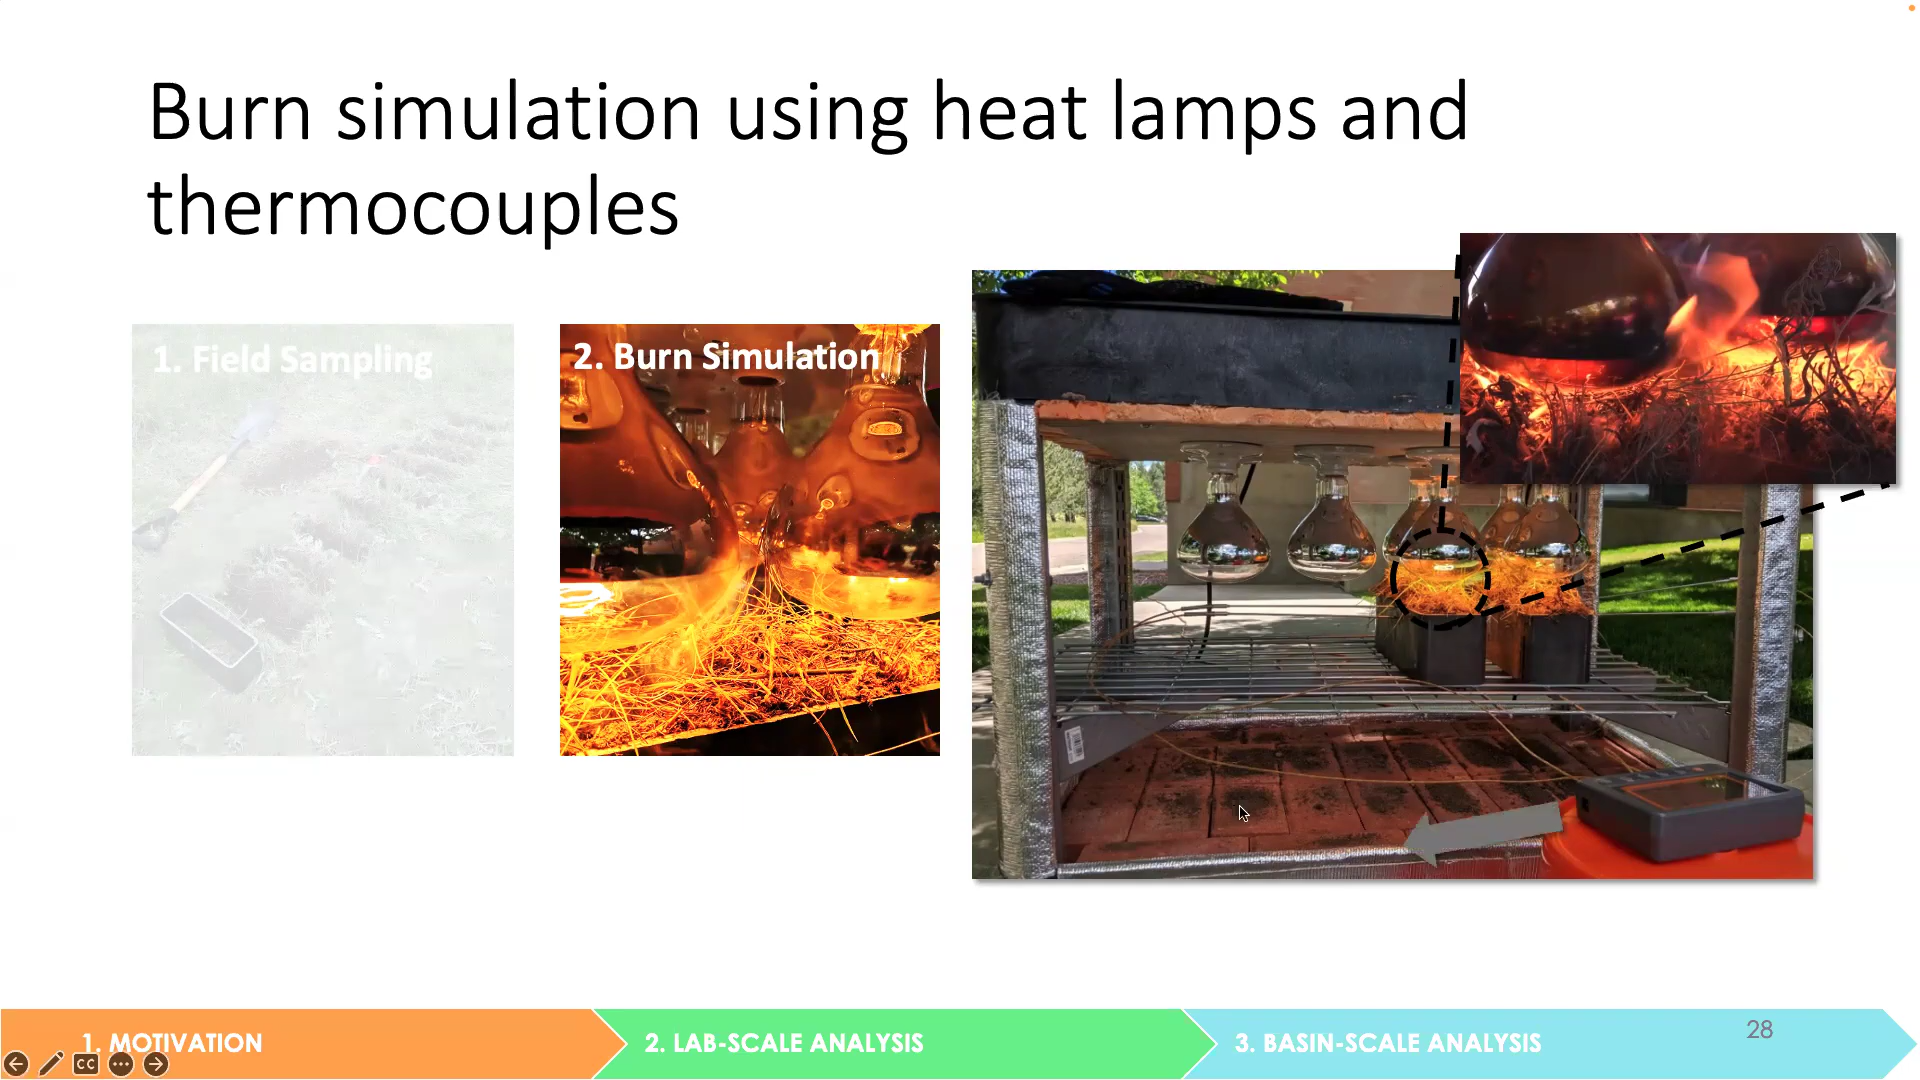 Burn simulation using heat lamps and
thermocouples
1. Field Sampling
2. Burn Simulation
1. MOTIVATION
2. LAB-SCALE ANALYSIS
3. BASIN-SCALE ANALYSIS
28
CC